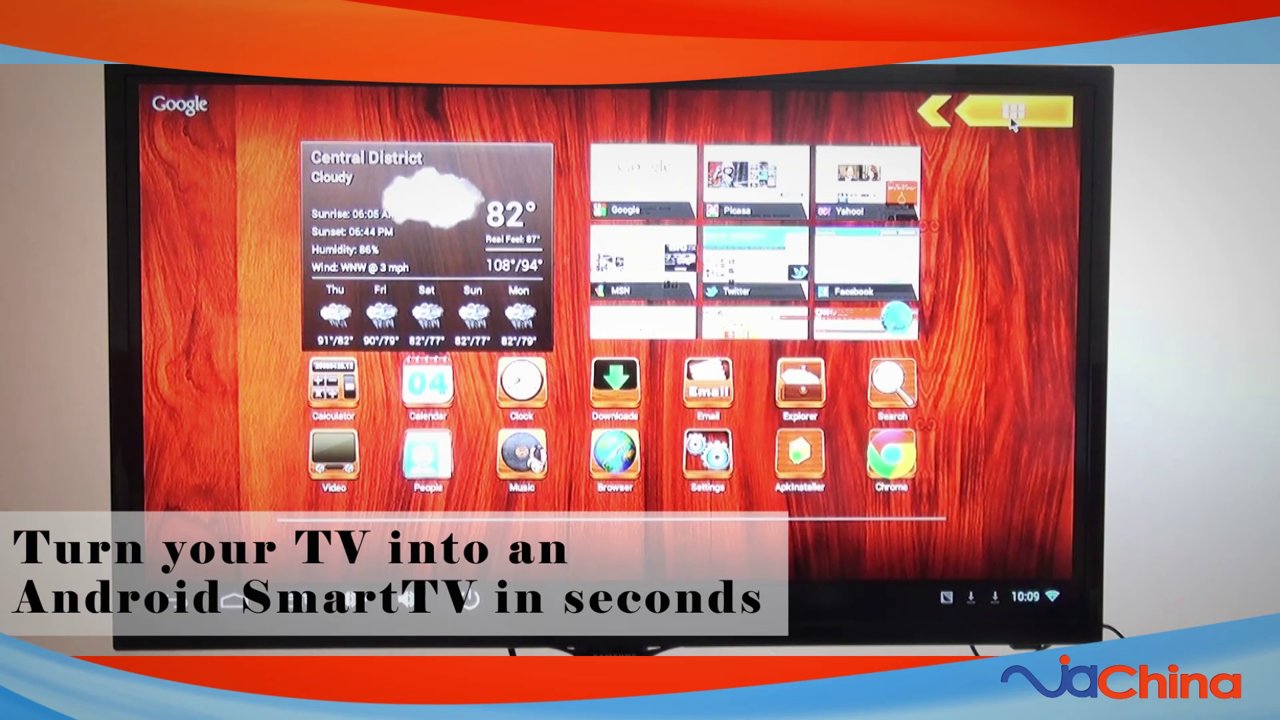 Google
Central District
Cloudy
Sunrise: 06:05 A
Sunset: 06:44 PM
Humidity: 86%
Wind: WNW @ 3 mph
82°
Real Feel: 87°
108°/94°
Thu Fri Sat Sun Mon
91°/82° 90°/79° 82°/77° 82°/77° 82°/79°
Google Picasa Yahoo!
MSN Twitter Facebook
Calculator Calendar Clock Downloads Email Explorer Search
04
Email
Video People Music Browser Settings ApkInstaller Chrome
Turn your TV into an
Android SmartTV in seconds
10:09
ViaChina